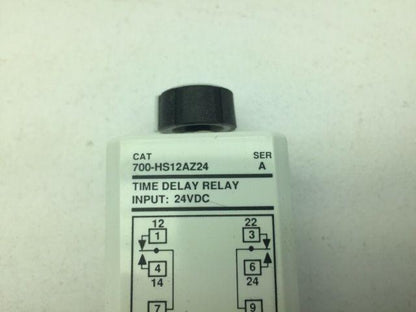 CAT SER
700-HS12AZ24 A
TIME DELAY RELAY
INPUT: 24VDC
12 22
1 3
4 6
14 24
7 9